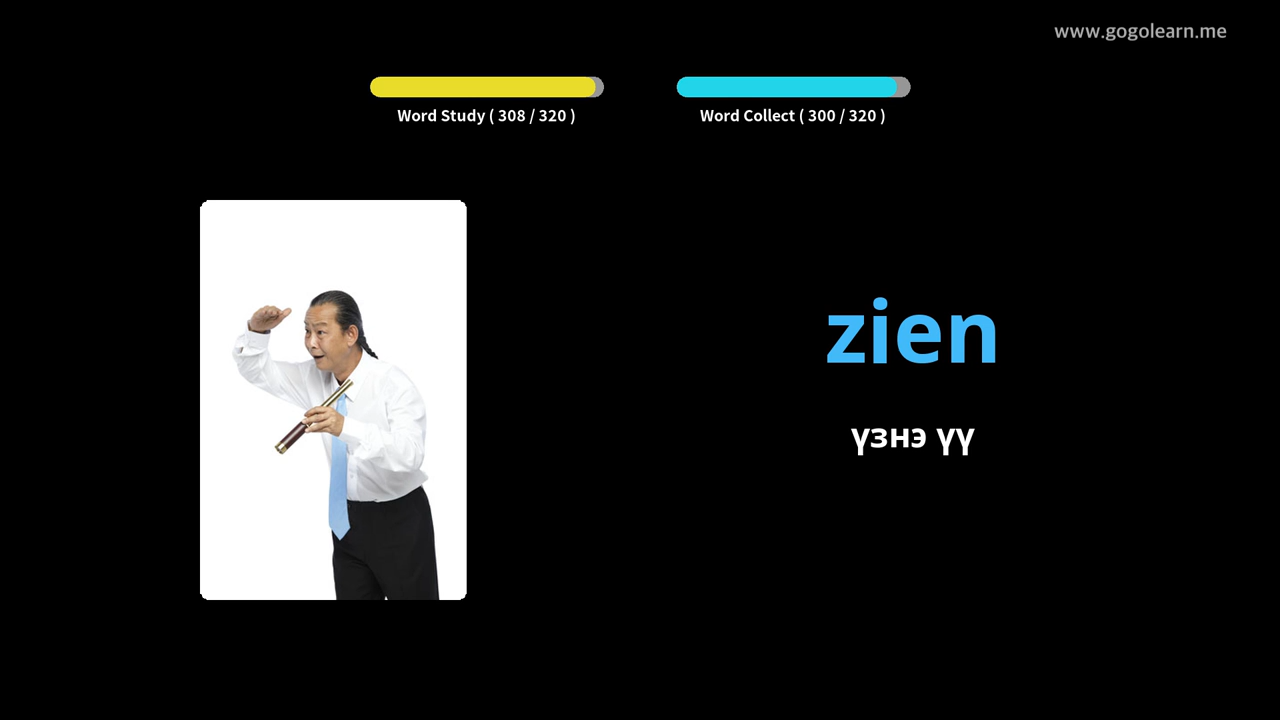 www.gogolearn.me
Word Study ( 308 / 320 )
Word Collect ( 300 / 320 )
zien
үзнэ үү